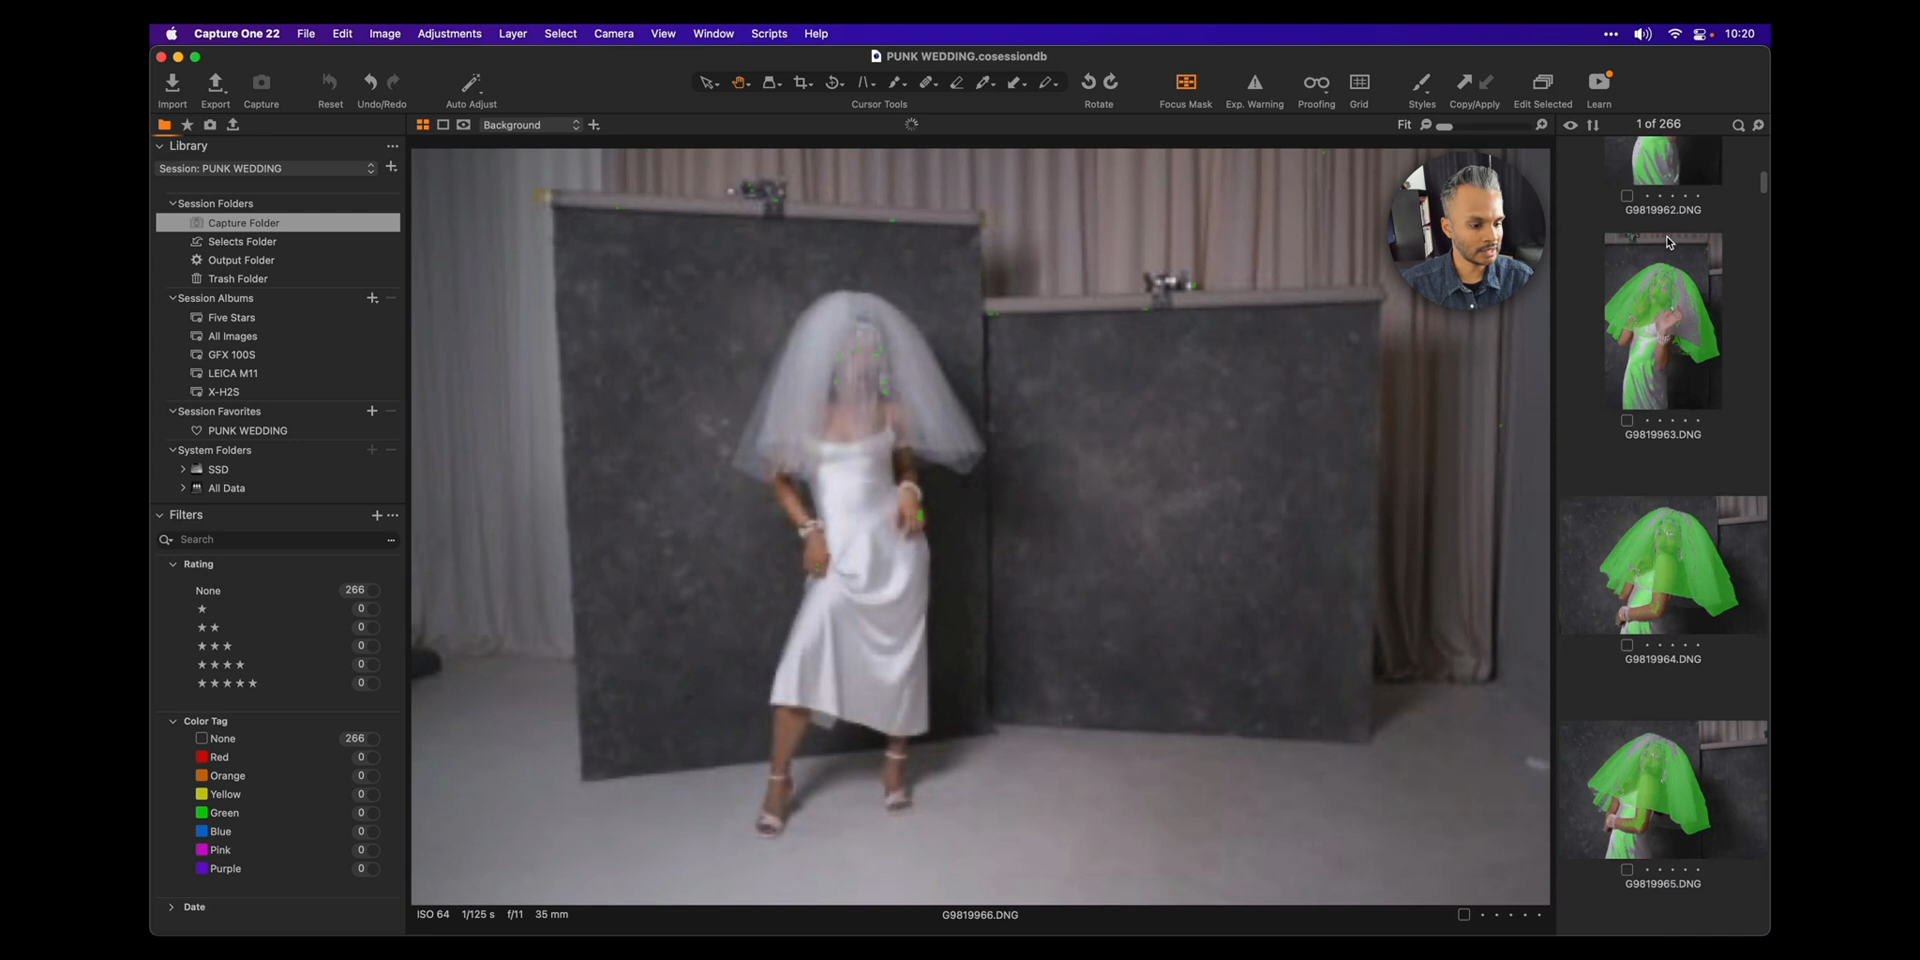 Capture One 22 File Edit Image Adjustments Layer Select Camera View Window Scripts Help 10:20
PUNK WEDDING.cosessiondb
Import Export Capture Reset Undo/Redo Auto Adjust Cursor Tools Rotate Focus Mask Exp. Warning Proofing Grid Styles Copy/Apply Edit Selected Learn
Background
Fit
1 of 266
Library
Session: PUNK WEDDING
Session Folders
Capture Folder
Selects Folder
Output Folder
Trash Folder
Session Albums
Five Stars
All Images
GFX 100S
LEICA M11
X-H2S
Session Favorites
PUNK WEDDING
System Folders
SSD
All Data
Filters
Search
Rating
None 266
0
0
0
0
0
Color Tag
None 266
Red 0
Orange 0
Yellow 0
Green 0
Blue 0
Pink 0
Purple 0
Date
ISO 64 1/125 s f/11 35 mm
G9819966.DNG
G9819962.DNG
G9819963.DNG
G9819964.DNG
G9819965.DNG